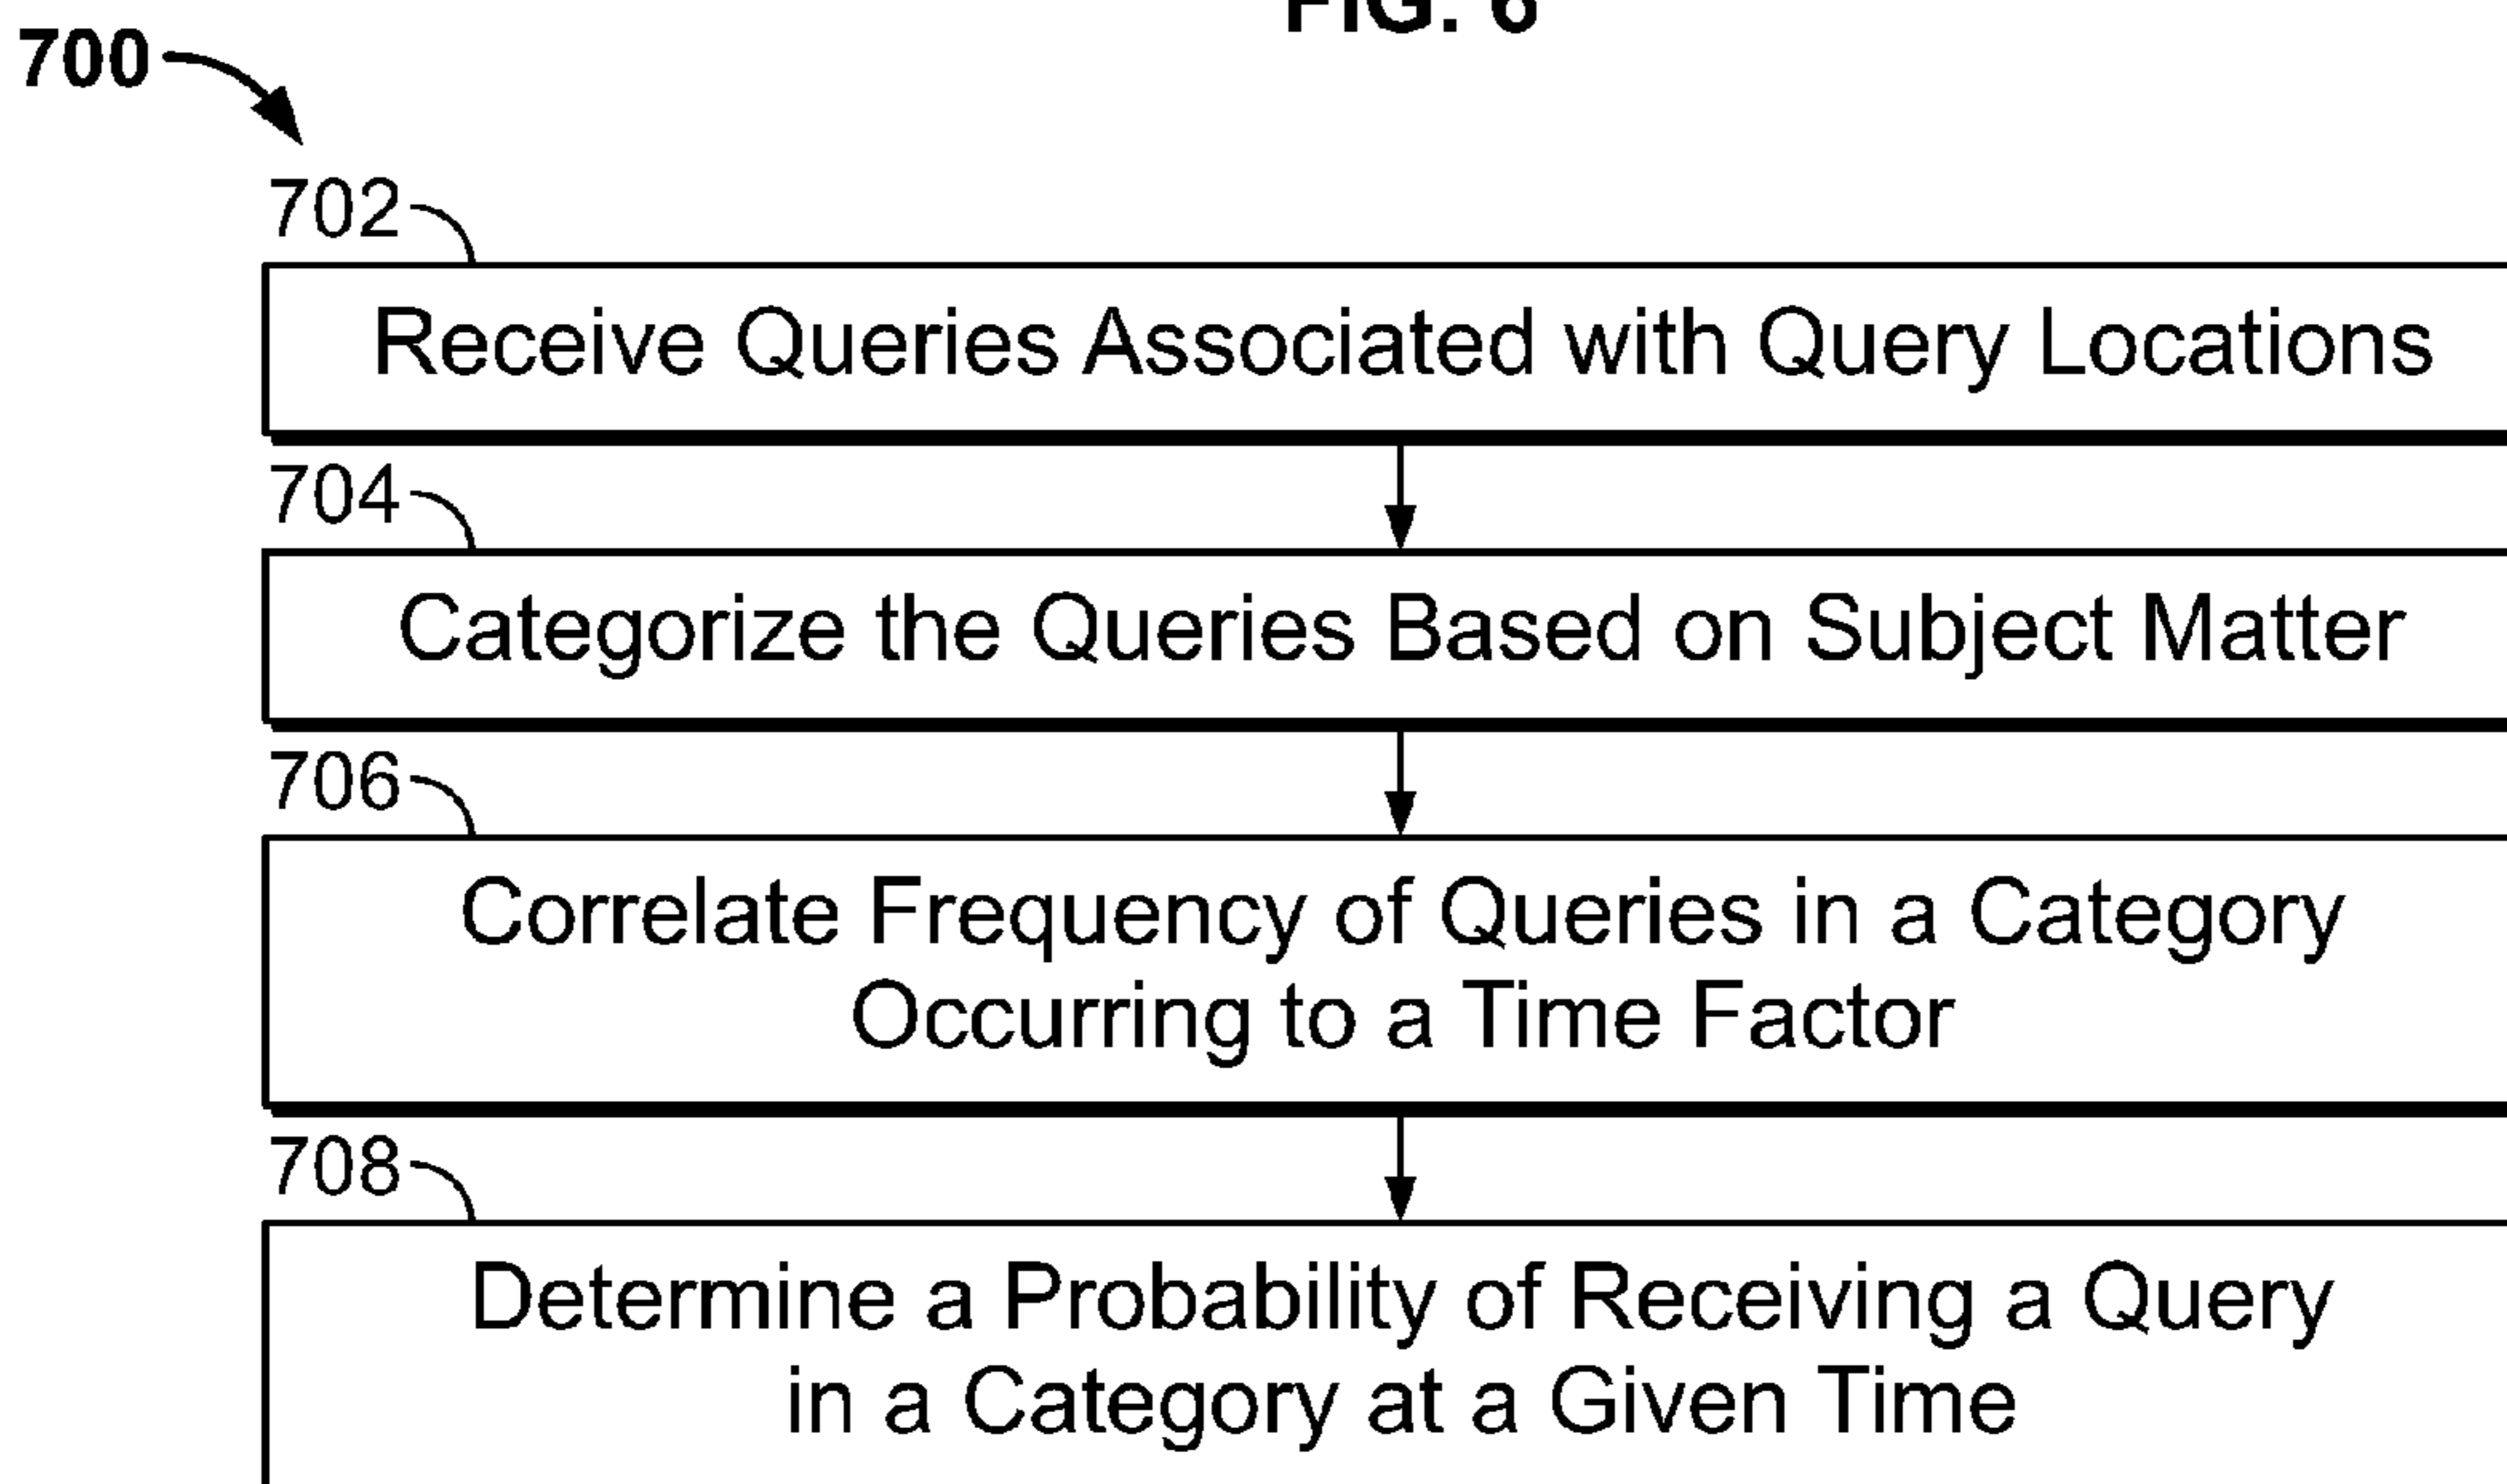 FIG. 6
700
702
Receive Queries Associated with Query Locations
704
Categorize the Queries Based on Subject Matter
706
Correlate Frequency of Queries in a Category
Occurring to a Time Factor
708
Determine a Probability of Receiving a Query
in a Category at a Given Time